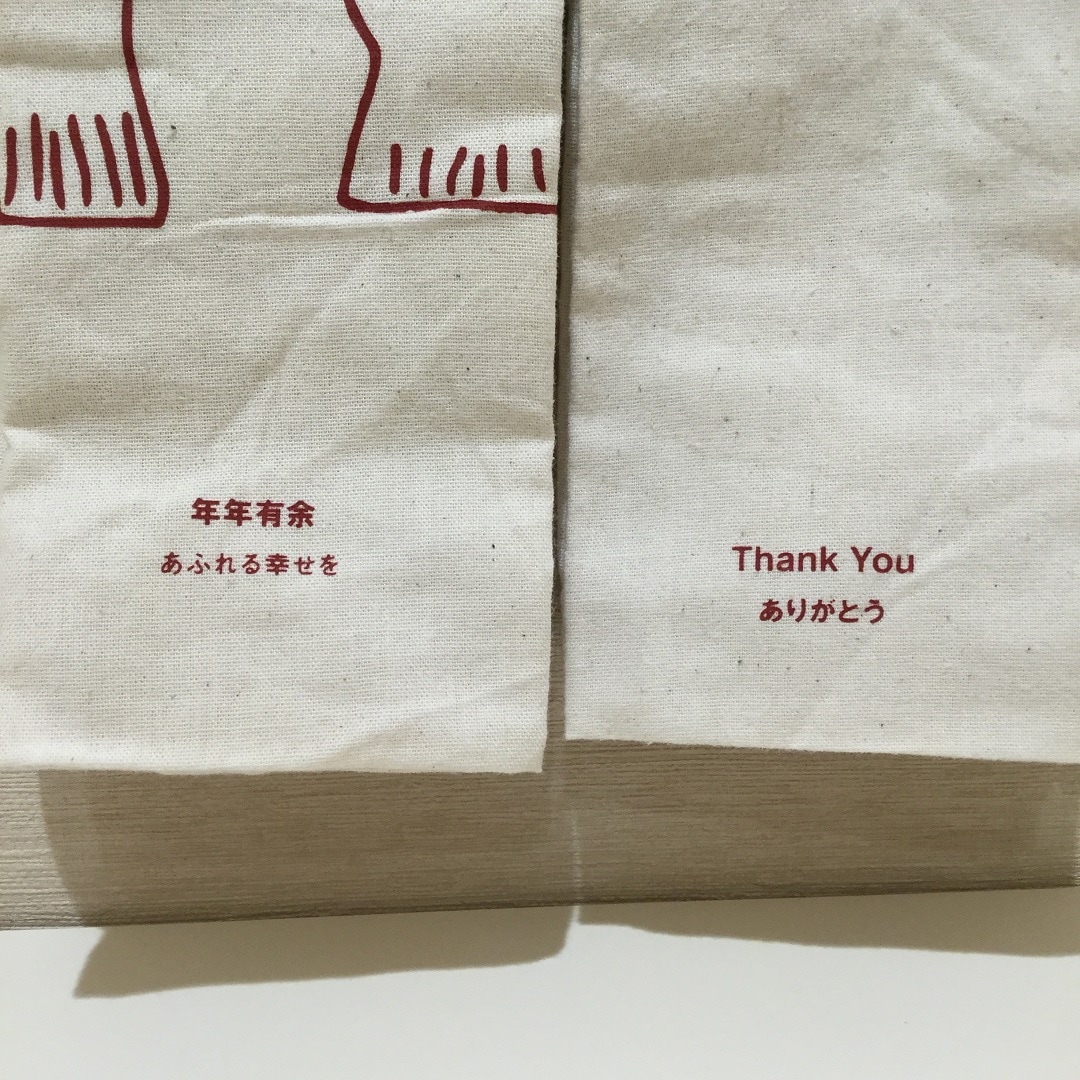 年年有余
あふれる幸せを
Thank You
ありがとう